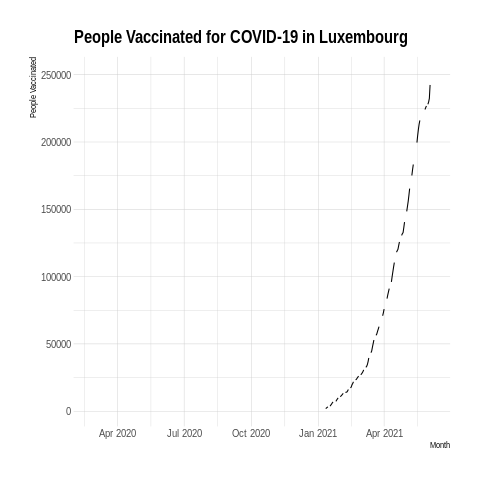 People Vaccinated for COVID-19 in Luxembourg
People Vaccinated
250000
200000
150000
100000
50000
0
Apr 2020 Jul 2020 Oct 2020 Jan 2021 Apr 2021
Month